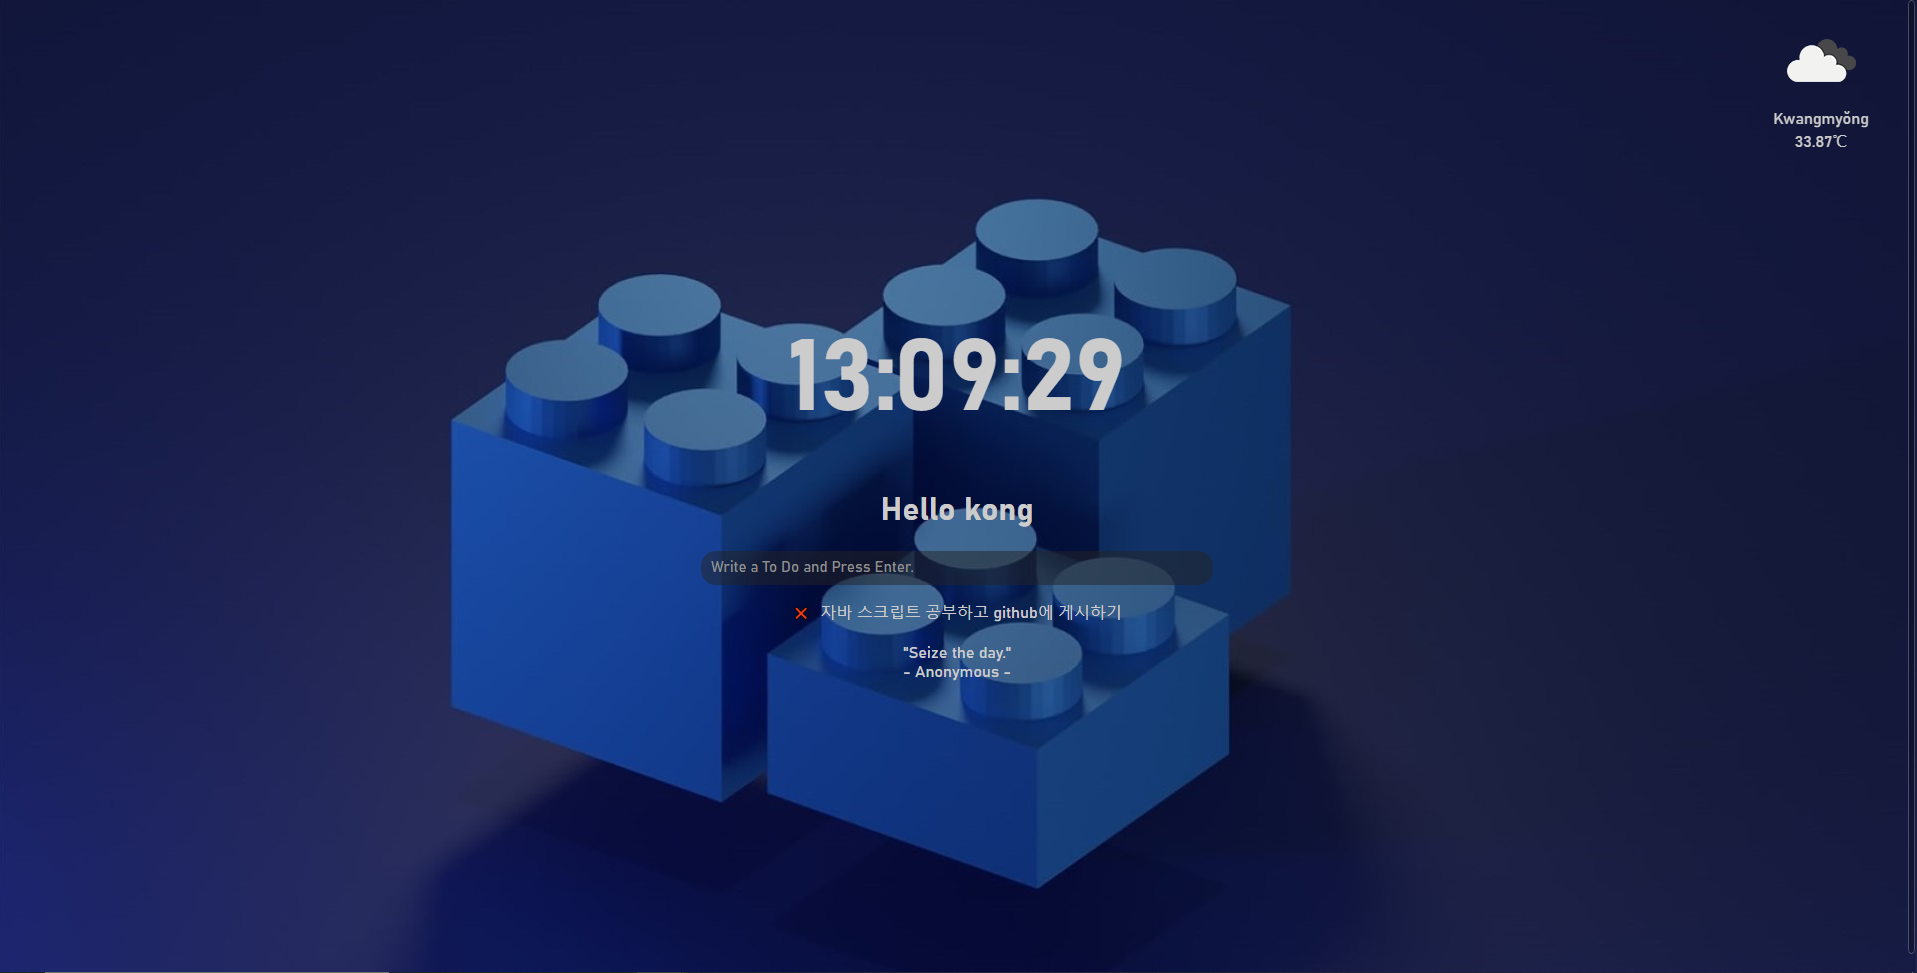 Kwangmyŏng
33.87℃
13:09:29
Hello kong
Write a To Do and Press Enter.
자바 스크립트 공부하고 github에 게시하기
"Seize the day."
- Anonymous -